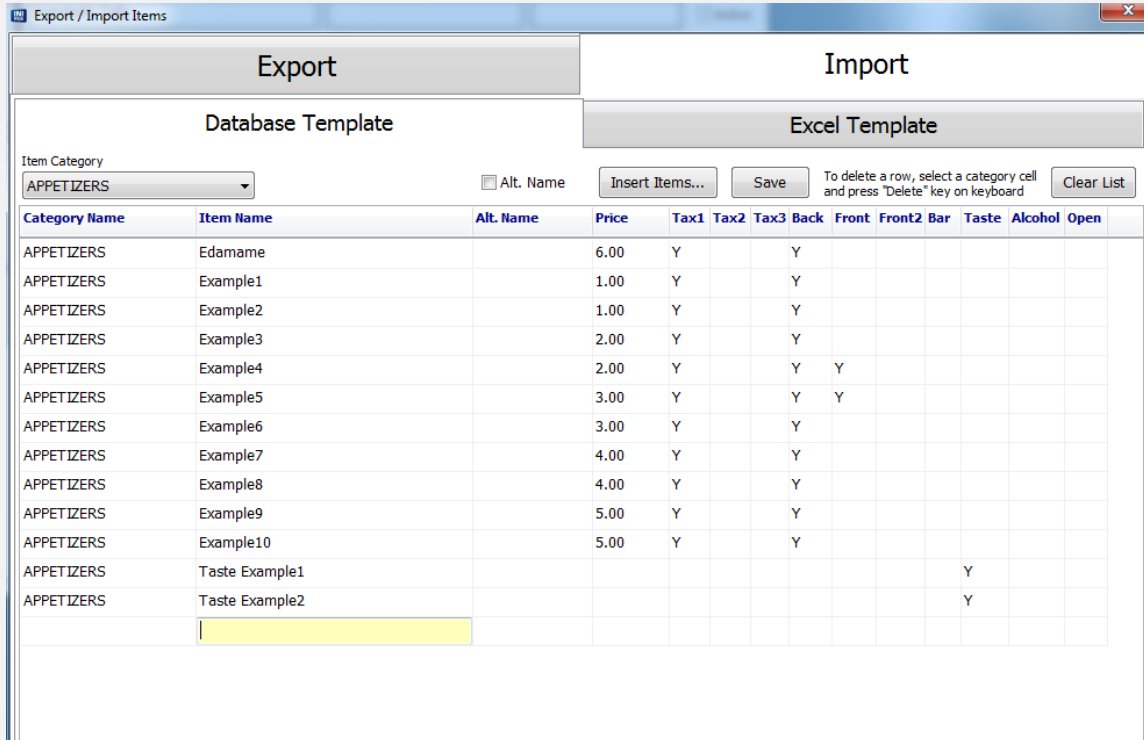 Export / Import Items
Export Import
Database Template Excel Template
Item Category
APPETIZERS Alt. Name Insert Items... Save To delete a row, select a category cell and press "Delete" key on keyboard Clear List
Category Name Item Name Alt. Name Price Tax1 Tax2 Tax3 Back Front Front2 Bar Taste Alcohol Open
APPETIZERS Edamame 6.00 Y Y
APPETIZERS Example1 1.00 Y Y
APPETIZERS Example2 1.00 Y Y
APPETIZERS Example3 2.00 Y Y
APPETIZERS Example4 2.00 Y Y Y
APPETIZERS Example5 3.00 Y Y Y
APPETIZERS Example6 3.00 Y Y
APPETIZERS Example7 4.00 Y Y
APPETIZERS Example8 4.00 Y Y
APPETIZERS Example9 5.00 Y Y
APPETIZERS Example10 5.00 Y Y
APPETIZERS Taste Example1 Y
APPETIZERS Taste Example2 Y